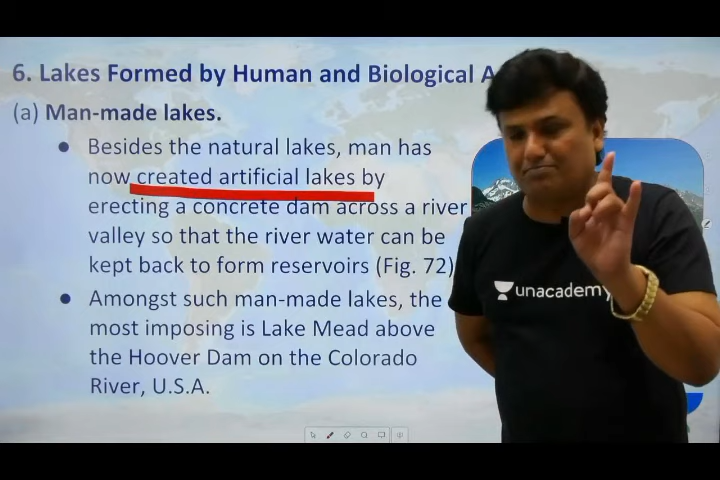 6. Lakes Formed by Human and Biological A
(a) Man-made lakes.
● Besides the natural lakes, man has
now created artificial lakes by
erecting a concrete dam across a river
valley so that the river water can be
kept back to form reservoirs (Fig. 72)
● Amongst such man-made lakes, the
most imposing is Lake Mead above
the Hoover Dam on the Colorado
River, U.S.A.
unacademy